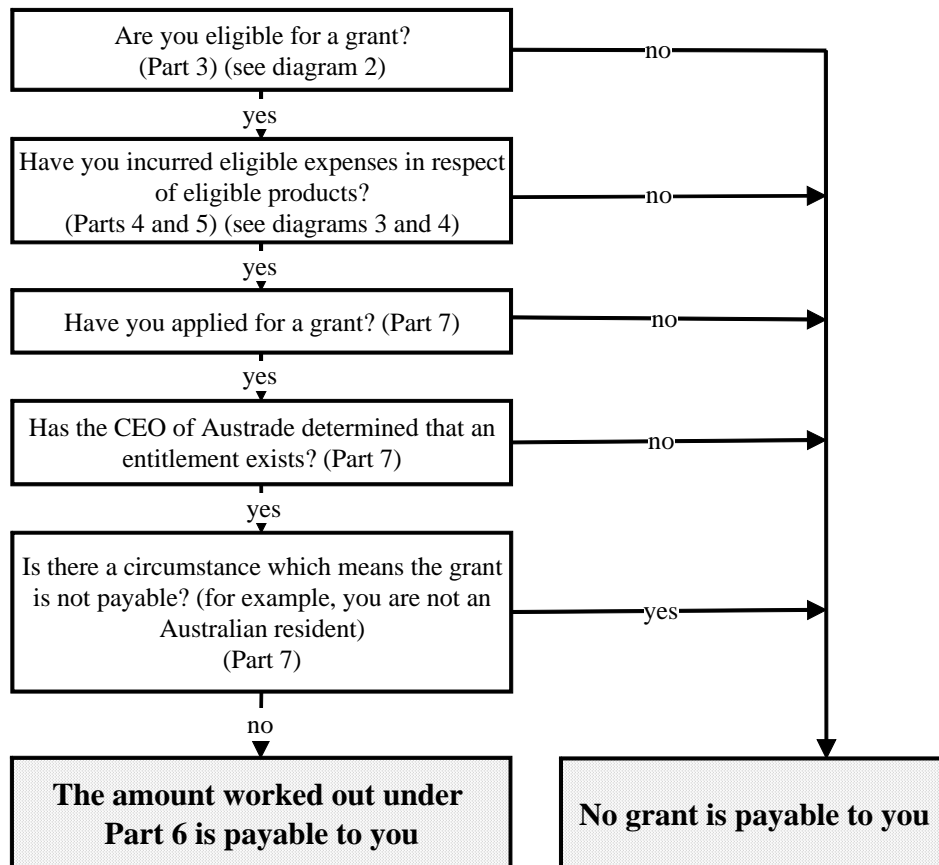 Are you eligible for a grant?
(Part 3) (see diagram 2)
no
yes
Have you incurred eligible expenses in respect
of eligible products?
(Parts 4 and 5) (see diagrams 3 and 4)
no
yes
Have you applied for a grant? (Part 7)
no
yes
Has the CEO of Austrade determined that an
entitlement exists? (Part 7)
no
yes
Is there a circumstance which means the grant
is not payable? (for example, you are not an
Australian resident)
(Part 7)
yes
no
The amount worked out under
Part 6 is payable to you
No grant is payable to you